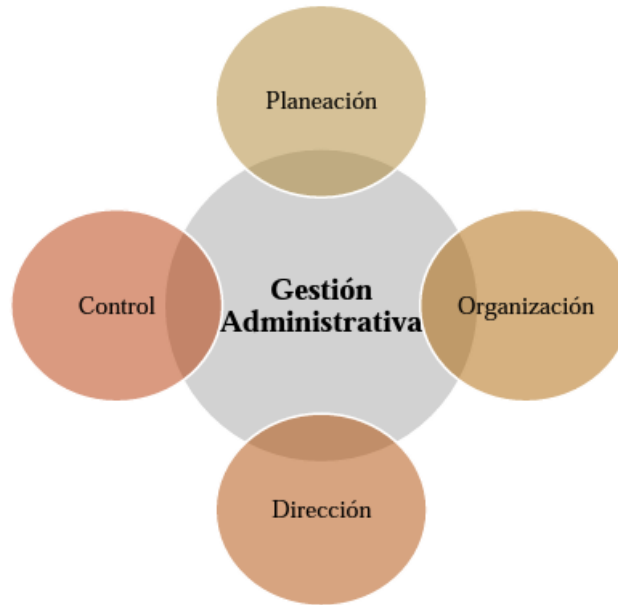 Planeación
Control
Gestión
Administrativa
Organización
Dirección